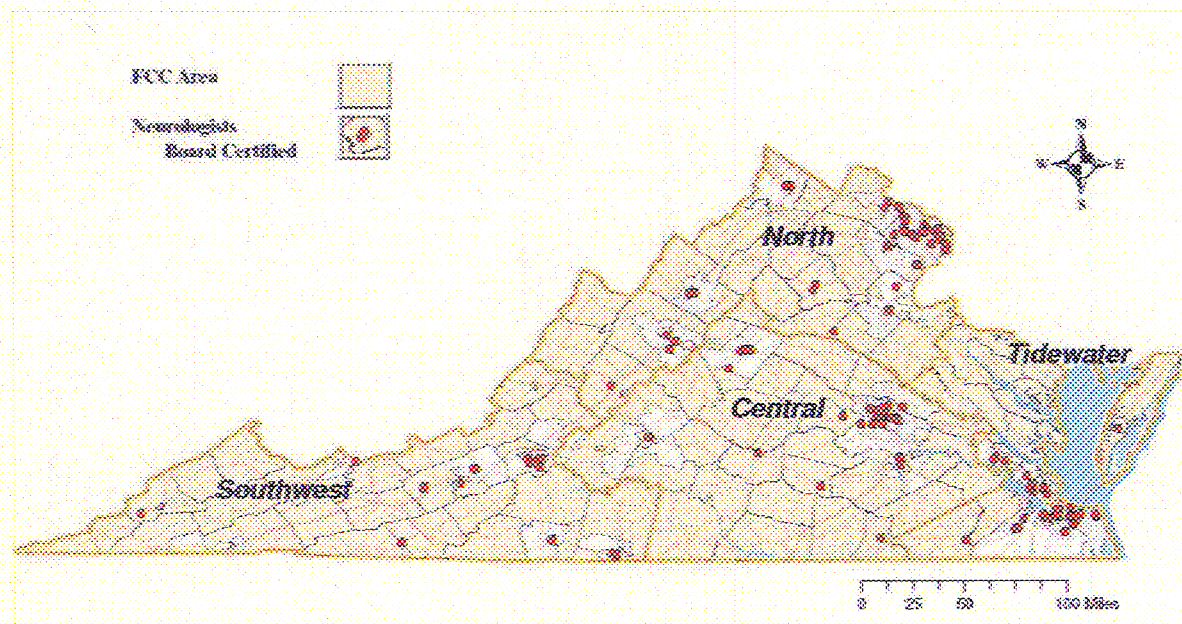 FCC Area
Neurologists
Board Certified
N
W E
S
North
Tidewater
Central
Southwest
0 25 50 100 Miles